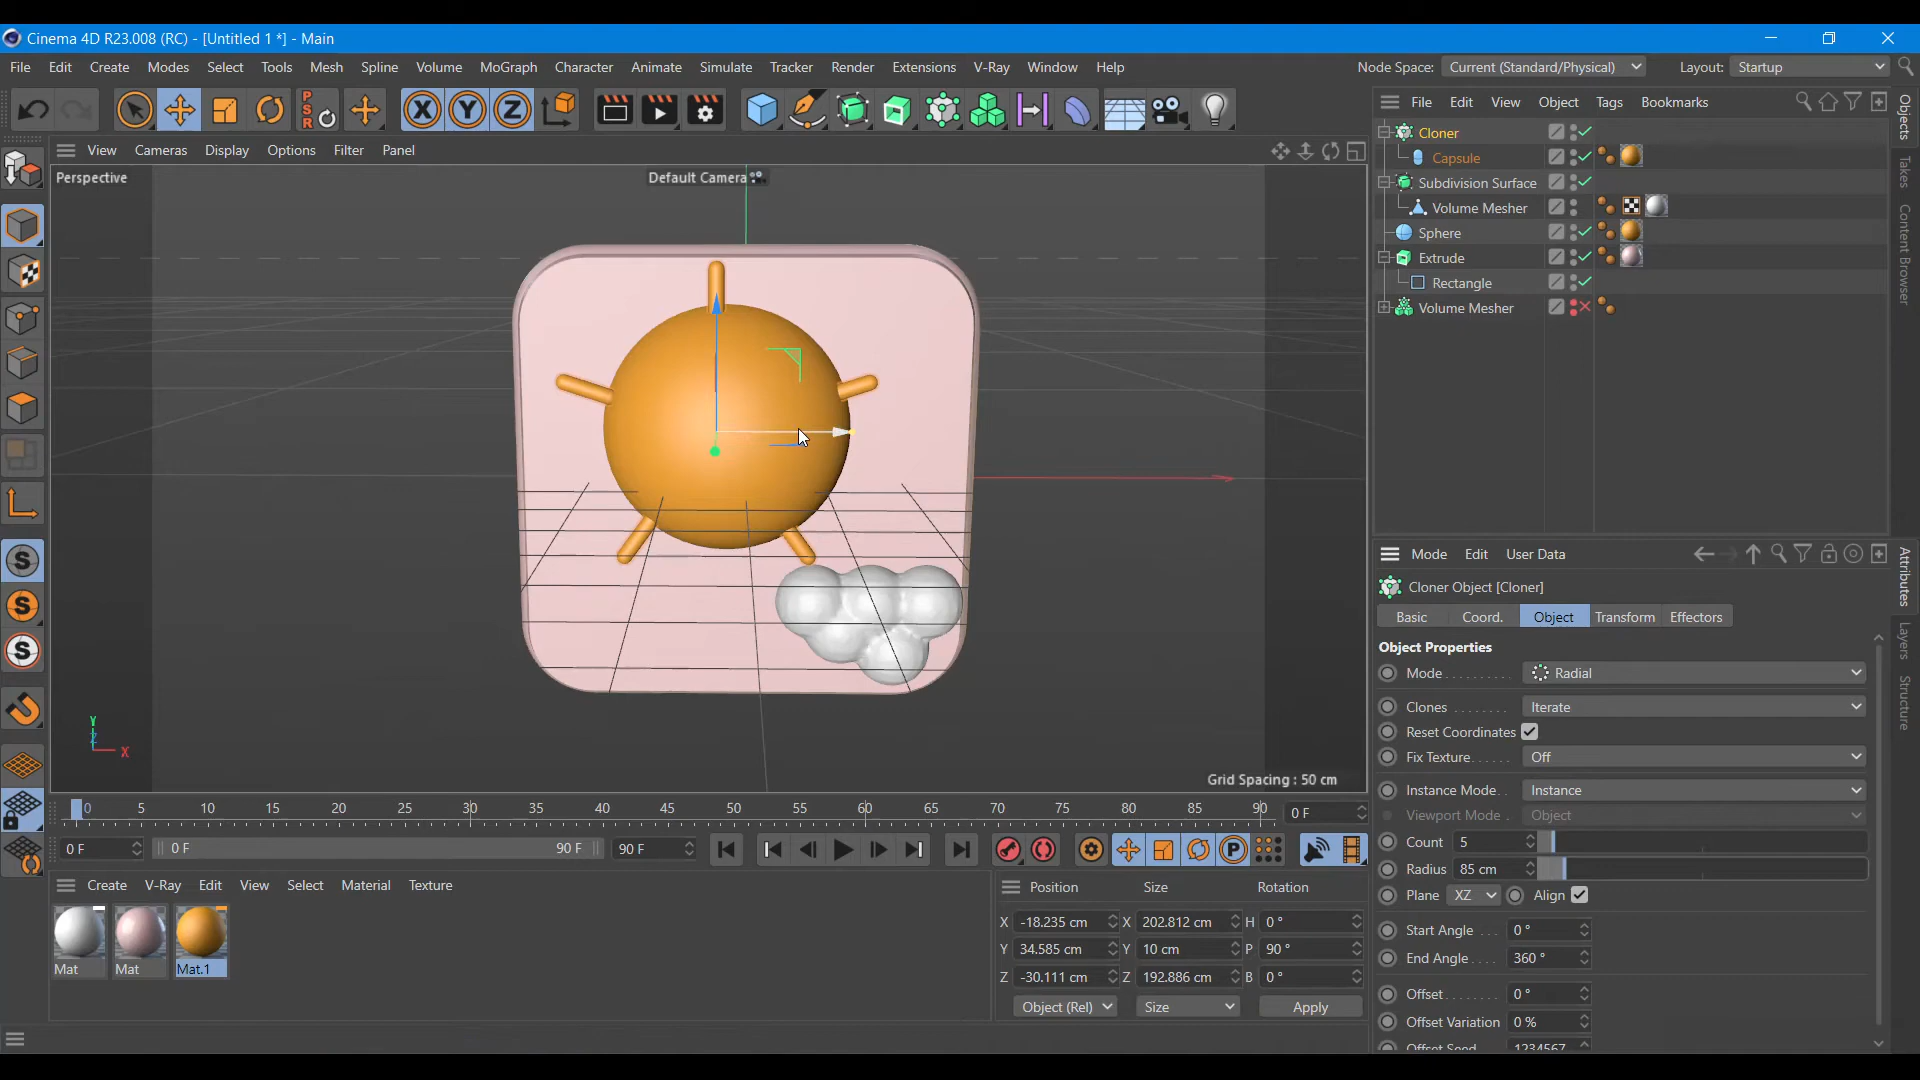 Cinema 4D R23.008 (RC) - [Untitled 1 *] - Main
File Edit Create Modes Select Tools Mesh Spline Volume MoGraph Character Animate Simulate Tracker Render Extensions V-Ray Window Help Node Space: Current (Standard/Physical) Layout: Startup
PSR X Y Z
File Edit View Object Tags Bookmarks
View Cameras Display Options Filter Panel
Perspective
Default Camera
Cloner
Capsule
Subdivision Surface
Volume Mesher
Sphere
Extrude
Rectangle
Volume Mesher
Objects
Takes
Content Browser
Mode Edit User Data
Cloner Object [Cloner]
Basic Coord. Object Transform Effectors
Object Properties
Mode Radial
Clones Iterate
Reset Coordinates
Fix Texture Off
Instance Mode Instance
Viewport Mode Object
Count 5
Radius 85 cm
Plane XZ Align
Start Angle 0 °
End Angle 360 °
Offset 0 °
Offset Variation 0 %
Offset Seed 1234567
Attributes
Layers
Structure
S
S
S
Y
Z
X
Grid Spacing : 50 cm
0 5 10 15 20 25 30 35 40 45 50 55 60 65 70 75 80 85 90 0 F
0 F 0 F 90 F 90 F
P
Create V-Ray Edit View Select Material Texture
Mat Mat Mat.1
Position Size Rotation
X -18.235 cm X 202.812 cm H 0 °
Y 34.585 cm Y 10 cm P 90 °
Z -30.111 cm Z 192.886 cm B 0 °
Object (Rel) Size Apply